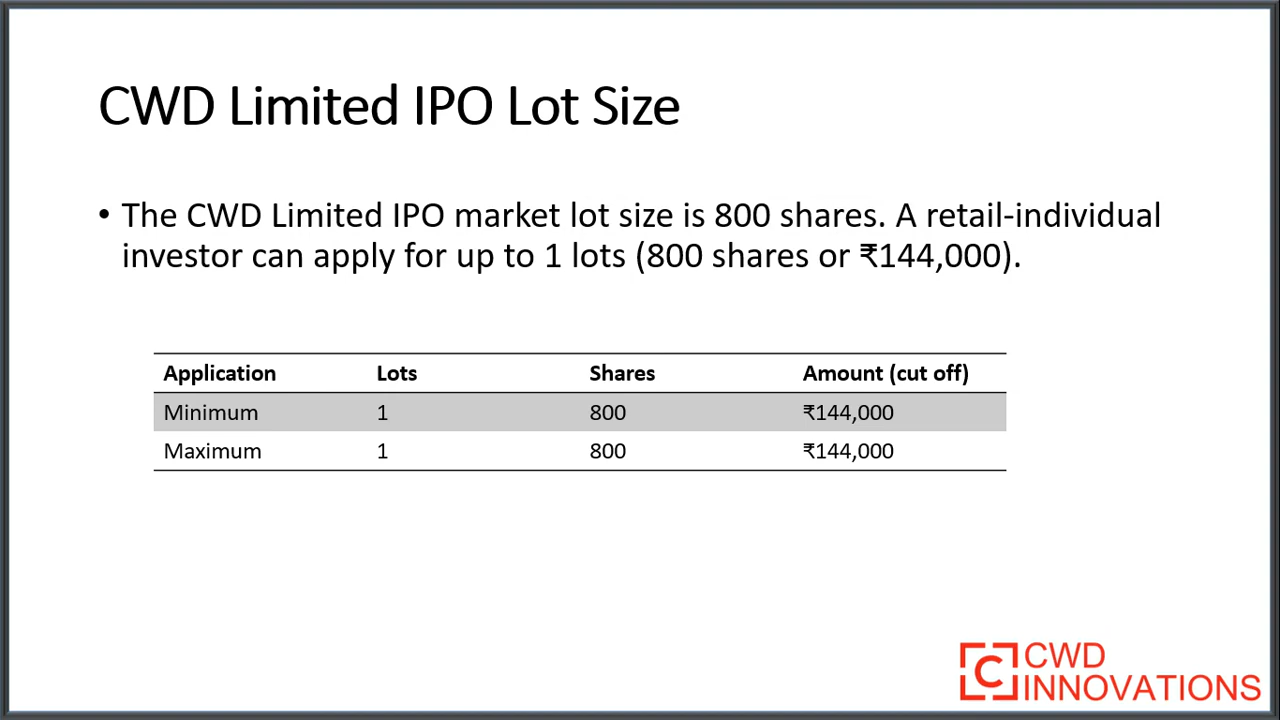 CWD Limited IPO Lot Size
• The CWD Limited IPO market lot size is 800 shares. A retail-individual
investor can apply for up to 1 lots (800 shares or ₹144,000).
Application Lots Shares Amount (cut off)
Minimum 1 800 ₹144,000
Maximum 1 800 ₹144,000
CWD
INNOVATIONS